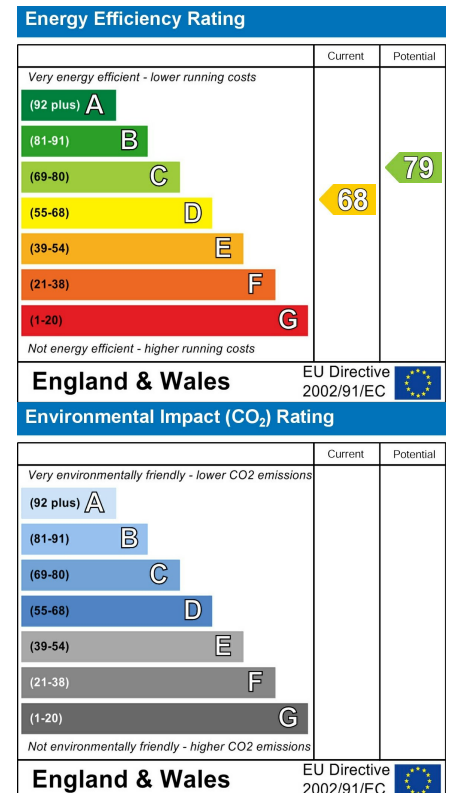 Energy Efficiency Rating
Current Potential
Very energy efficient - lower running costs
(92 plus) A
(81-91) B
(69-80) C
79
(55-68) D
68
(39-54) E
(21-38) F
(1-20) G
Not energy efficient - higher running costs
England & Wales
EU Directive
2002/91/EC
Environmental Impact (CO₂) Rating
Current Potential
Very environmentally friendly - lower CO2 emissions
(92 plus) A
(81-91) B
(69-80) C
(55-68) D
(39-54) E
(21-38) F
(1-20) G
Not environmentally friendly - higher CO2 emissions
England & Wales
EU Directive
2002/91/EC